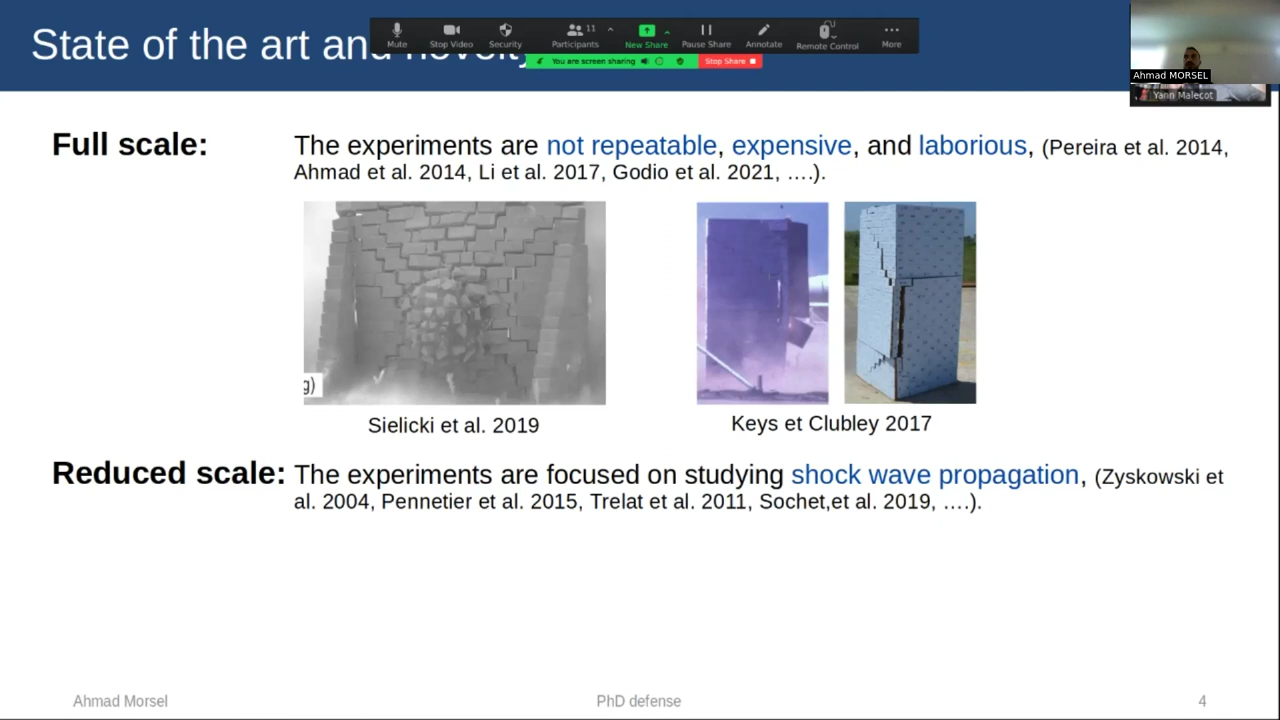 State of the art and novelty
Mute
Stop Video
Security
Participants
11
New Share
Pause Share
Annotate
Remote Control
More
You are screen sharing
Stop Share
Ahmad MORSEL
Yann Malecot
Full scale:
The experiments are not repeatable, expensive, and laborious, (Pereira et al. 2014,
Ahmad et al. 2014, Li et al. 2017, Godio et al. 2021, ….).
g)
Sielicki et al. 2019
Keys et Clubley 2017
Reduced scale:
The experiments are focused on studying shock wave propagation, (Zyskowski et
al. 2004, Pennetier et al. 2015, Trelat et al. 2011, Sochet,et al. 2019, ….).
Ahmad Morsel
PhD defense
4